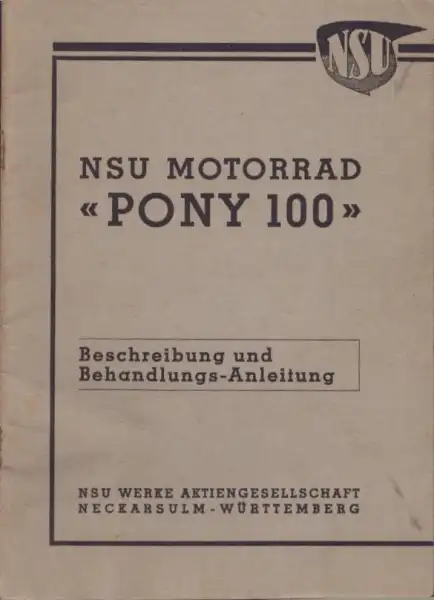 NSU
NSU MOTORRAD
«PONY 100»
Beschreibung und
Behandlungs-Anleitung
NSU WERKE AKTIENGESELLSCHAFT
NECKARSULM-WÜRTTEMBERG